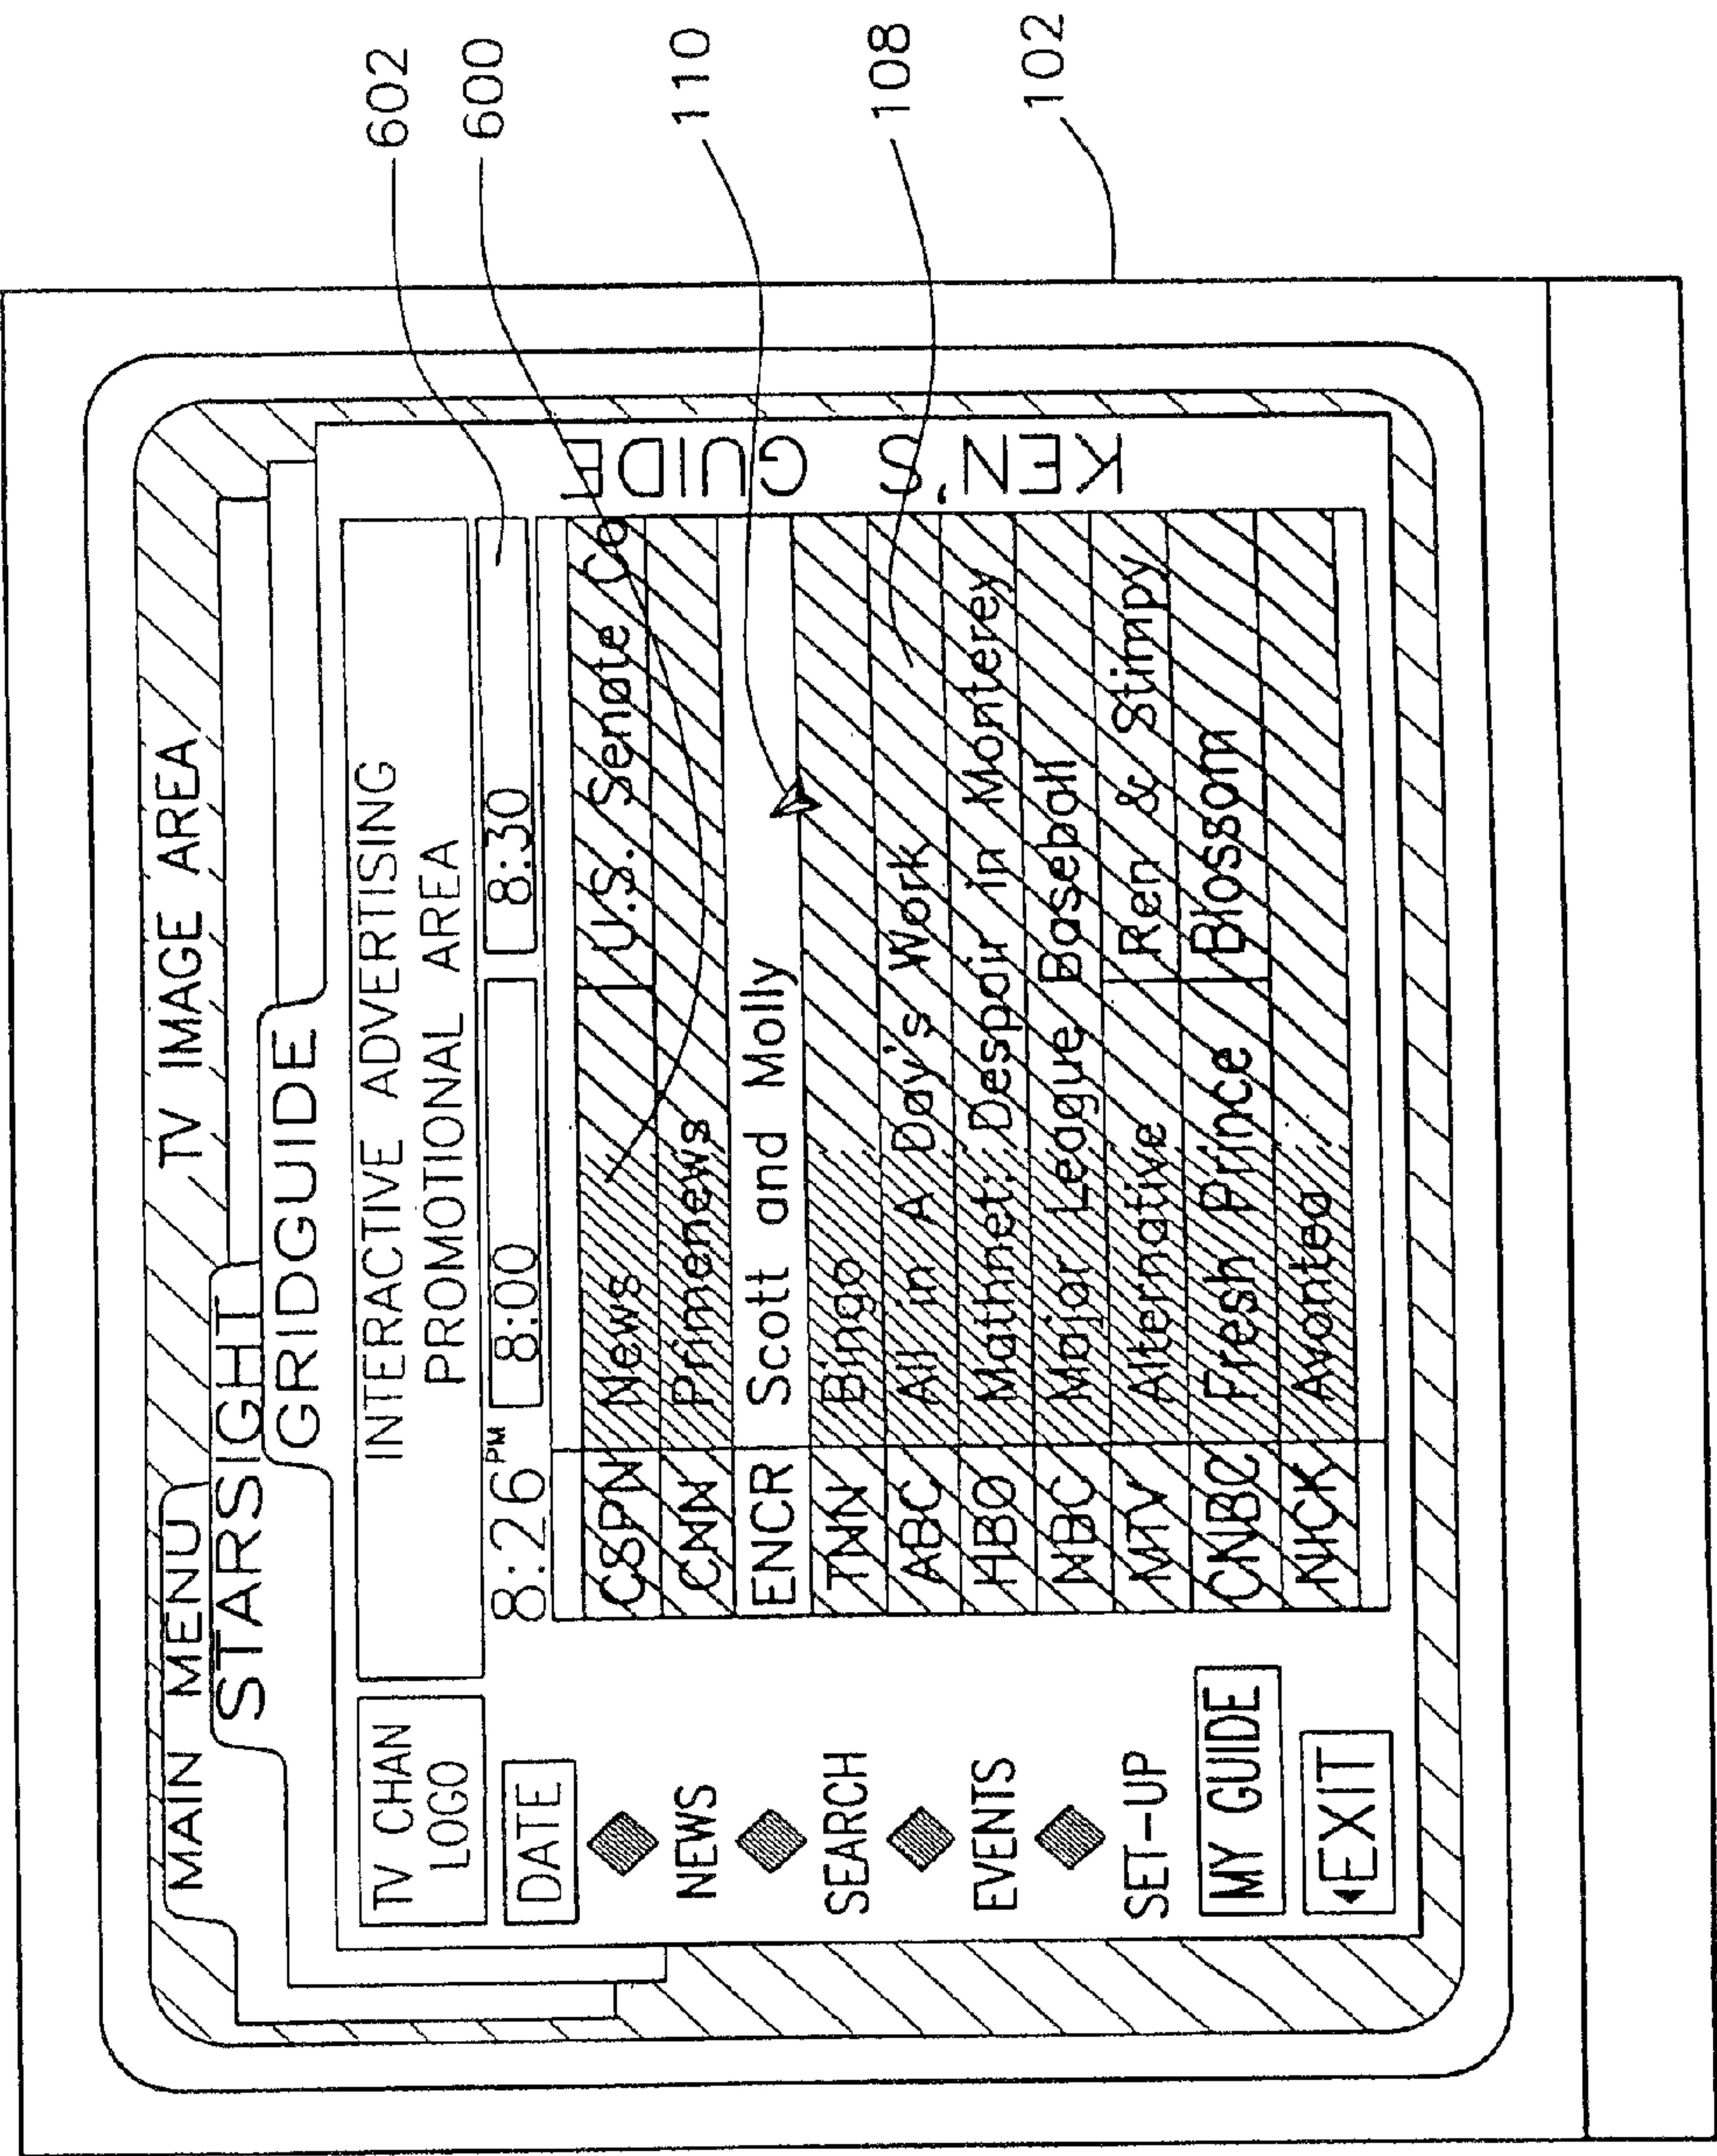 TV IMAGE AREA
MAIN MENU
STARSIGHT
GRIDGUIDE
TV CHAN
LOGO
INTERACTIVE ADVERTISING
PROMOTIONAL AREA
DATE
8:26 PM 8:00 8:30
NEWS
SEARCH
EVENTS
SET-UP
MY GUIDE
EXIT
CSPN News U.S. Senate Co
CNN Primenews
ENCR Scott and Molly
TNN Bingo
ABC All in A Day's Work
HBO Mathnet: Despair in Monterey
NBC Major League Baseball
MTV Alternative Ren & Stimpy
CNBC Fresh Prince Blossom
NICK Avontea
KEN'S GUIDE
602
600
110
108
102